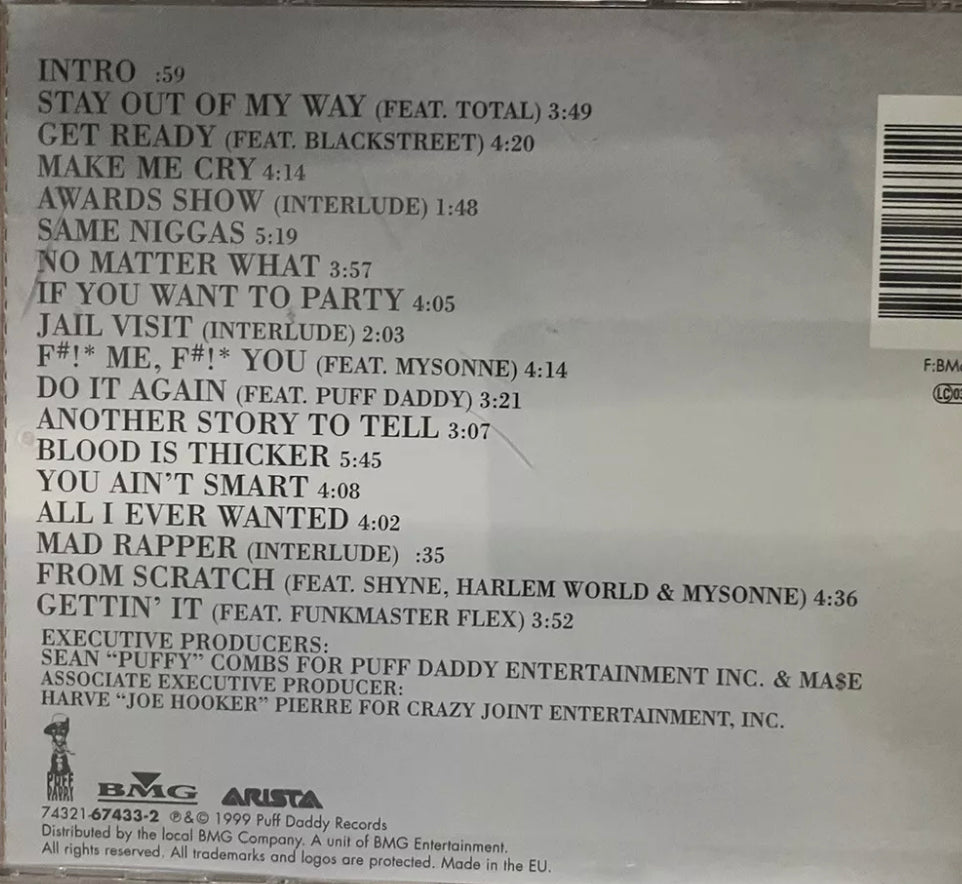 INTRO :59
STAY OUT OF MY WAY (FEAT. TOTAL) 3:49
GET READY (FEAT. BLACKSTREET) 4:20
MAKE ME CRY 4:14
AWARDS SHOW (INTERLUDE) 1:48
SAME NIGGAS 5:19
NO MATTER WHAT 3:57
IF YOU WANT TO PARTY 4:05
JAIL VISIT (INTERLUDE) 2:03
F#!* ME, F#!* YOU (FEAT. MYSONNE) 4:14
DO IT AGAIN (FEAT. PUFF DADDY) 3:21
ANOTHER STORY TO TELL 3:07
BLOOD IS THICKER 5:45
YOU AIN'T SMART 4:08
ALL I EVER WANTED 4:02
MAD RAPPER (INTERLUDE) :35
FROM SCRATCH (FEAT. SHYNE, HARLEM WORLD & MYSONNE) 4:36
GETTIN' IT (FEAT. FUNKMASTER FLEX) 3:52
EXECUTIVE PRODUCERS:
SEAN "PUFFY" COMBS FOR PUFF DADDY ENTERTAINMENT INC. & MA$E
ASSOCIATE EXECUTIVE PRODUCER:
HARVE "JOE HOOKER" PIERRE FOR CRAZY JOINT ENTERTAINMENT, INC.
PUFF DADDY
BMG ARISTA
74321-67433-2 ℗&© 1999 Puff Daddy Records
Distributed by the local BMG Company. A unit of BMG Entertainment.
All rights reserved. All trademarks and logos are protected. Made in the EU.
LC